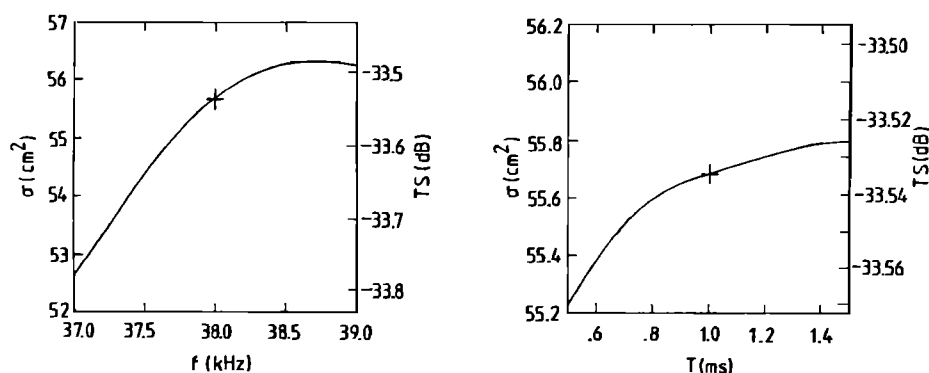 57
56
55
54
53
52
σ (cm²)
37.0 37.5 38.0 38.5 39.0
f (kHz)
-33.5
-33.6
-33.7
-33.8
TS (dB)
56.2
56.0
55.8
55.6
55.4
55.2
σ (cm²)
.6 .8 1.0 1.2 1.4
T (ms)
-33.50
-33.52
-33.54
-33.56
TS (dB)